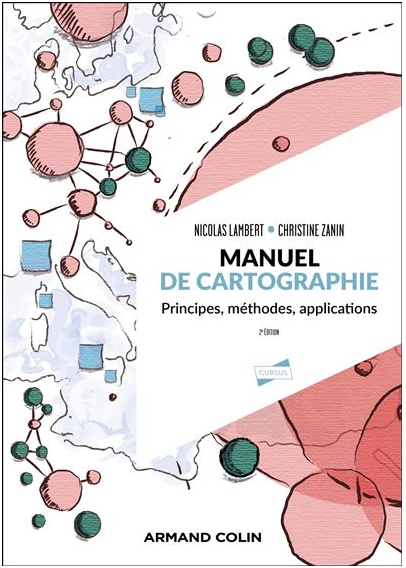 NICOLAS LAMBERT • CHRISTINE ZANIN
MANUEL
DE CARTOGRAPHIE
Principes, méthodes, applications
2e ÉDITION
CURSUS
ARMAND COLIN